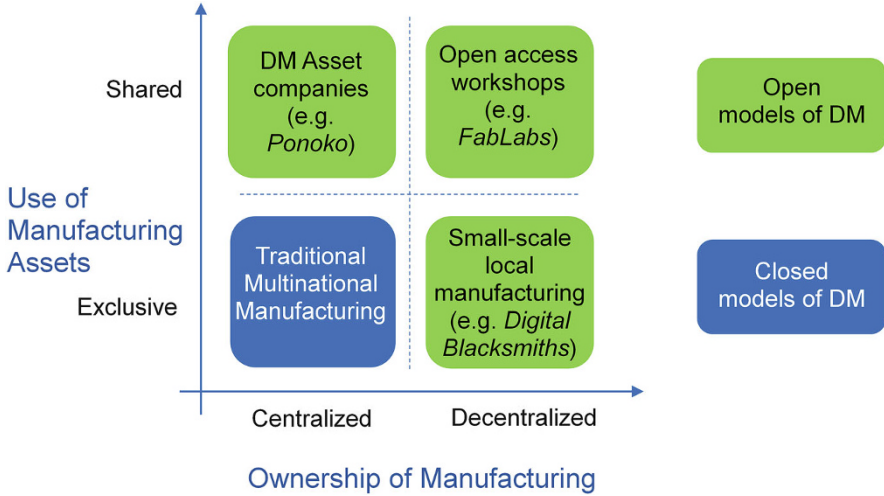 Shared
DM Asset
companies
(e.g.
Ponoko)
Open access
workshops
(e.g.
FabLabs)
Open
models of DM
Use of
Manufacturing
Assets
Exclusive
Traditional
Multinational
Manufacturing
Small-scale
local
manufacturing
(e.g. Digital
Blacksmiths)
Closed
models of DM
Centralized
Decentralized
Ownership of Manufacturing